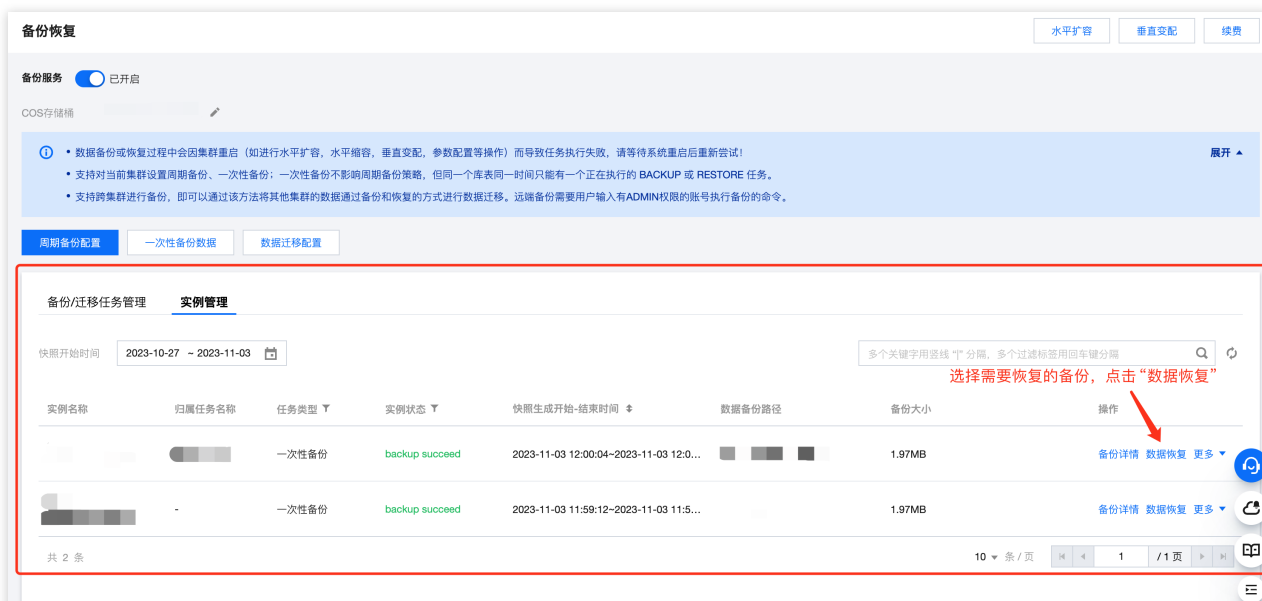 备份恢复
水平扩容 垂直变配 续费
备份服务 已开启
COS存储桶
• 数据备份或恢复过程中会因集群重启（如进行水平扩容，水平缩容，垂直变配，参数配置等操作）而导致任务执行失败，请等待系统重启后重新尝试！
展开
• 支持对当前集群设置周期备份、一次性备份；一次性备份不影响周期备份策略，但同一个库表同一时间只能有一个正在执行的 BACKUP 或 RESTORE 任务。
• 支持跨集群进行备份，即可以通过该方法将其他集群的数据通过备份和恢复的方式进行数据迁移。远端备份需要用户输入有ADMIN权限的账号执行备份的命令。
周期备份配置 一次性备份数据 数据迁移配置
备份/迁移任务管理 实例管理
快照开始时间 2023-10-27 ~ 2023-11-03 多个关键字用竖线 "|" 分隔，多个过滤标签用回车键分隔
选择需要恢复的备份，点击“数据恢复”
实例名称 归属任务名称 任务类型 实例状态 快照生成开始-结束时间 数据备份路径 备份大小 操作
一次性备份 backup succeed 2023-11-03 12:00:04~2023-11-03 12:0... 1.97MB 备份详情 数据恢复 更多
- 一次性备份 backup succeed 2023-11-03 11:59:12~2023-11-03 11:5... 1.97MB 备份详情 数据恢复 更多
共 2 条 10 条 / 页 1 / 1 页